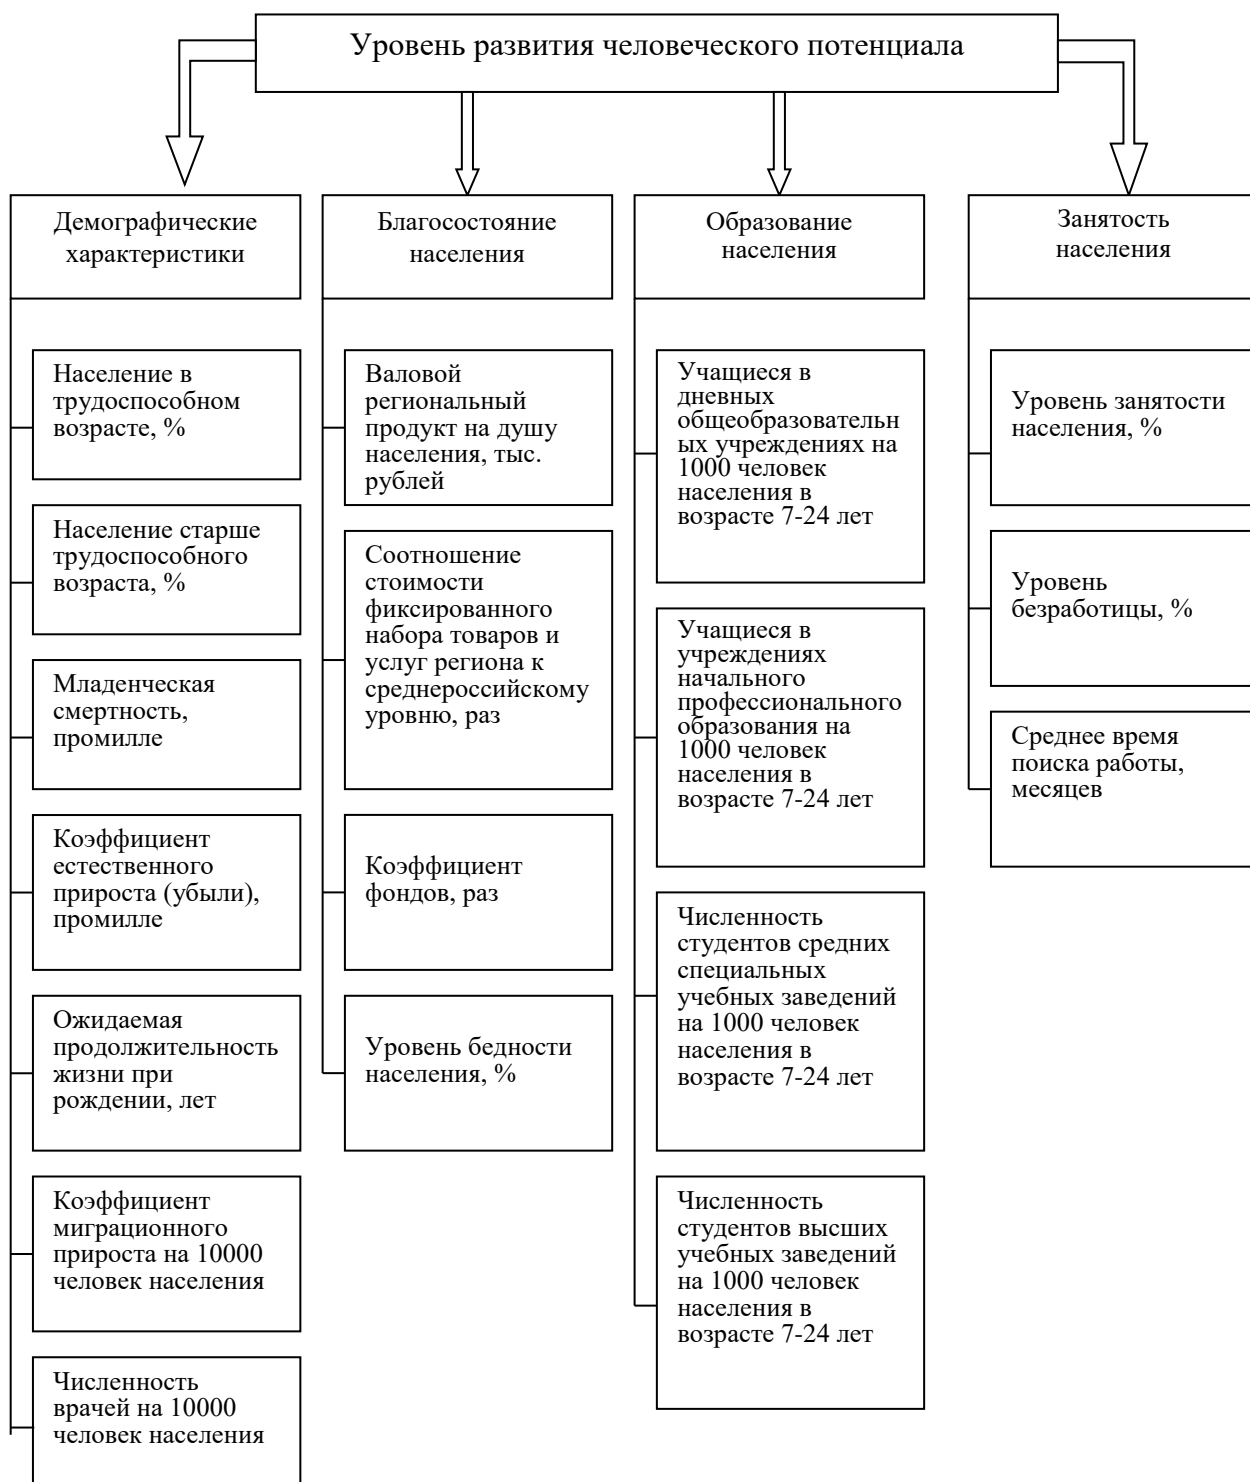 Уровень развития человеческого потенциала
Демографические
характеристики
Население в
трудоспособном
возрасте, %
Население старше
трудоспособного
возраста, %
Младенческая
смертность,
промилле
Коэффициент
естественного
прироста (убыли),
промилле
Ожидаемая
продолжительность
жизни при
рождении, лет
Коэффициент
миграционного
прироста на 10000
человек населения
Численность
врачей на 10000
человек населения
Благосостояние
населения
Валовой
региональный
продукт на душу
населения, тыс.
рублей
Соотношение
стоимости
фиксированного
набора товаров и
услуг региона к
среднероссийскому
уровню, раз
Коэффициент
фондов, раз
Уровень бедности
населения, %
Образование
населения
Учащиеся в
дневных
общеобразовательн
ых учреждениях на
1000 человек
населения в
возрасте 7-24 лет
Учащиеся в
учреждениях
начального
профессионального
образования на
1000 человек
населения в
возрасте 7-24 лет
Численность
студентов средних
специальных
учебных заведений
на 1000 человек
населения в
возрасте 7-24 лет
Численность
студентов высших
учебных заведений
на 1000 человек
населения в
возрасте 7-24 лет
Занятость
населения
Уровень занятости
населения, %
Уровень
безработицы, %
Среднее время
поиска работы,
месяцев